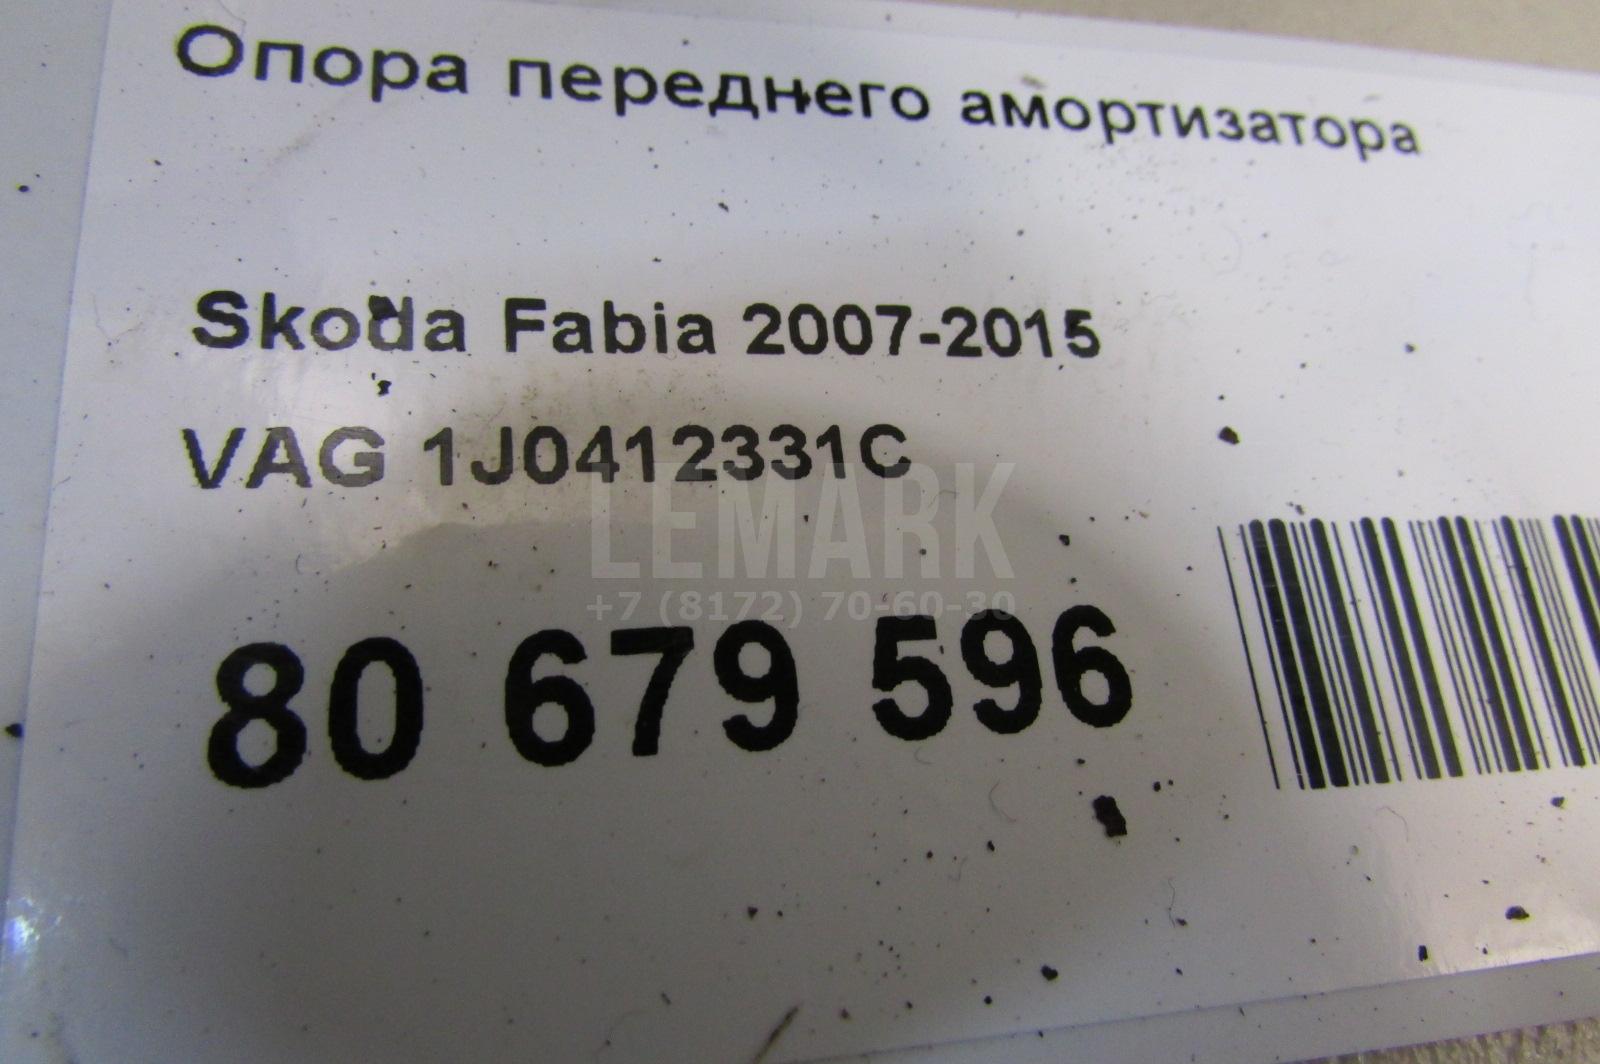 Опора переднего амортизатора
Skoda Fabia 2007-2015
VAG 1J0412331C
LEMARK
+7 (8172) 70-60-30
80 679 596